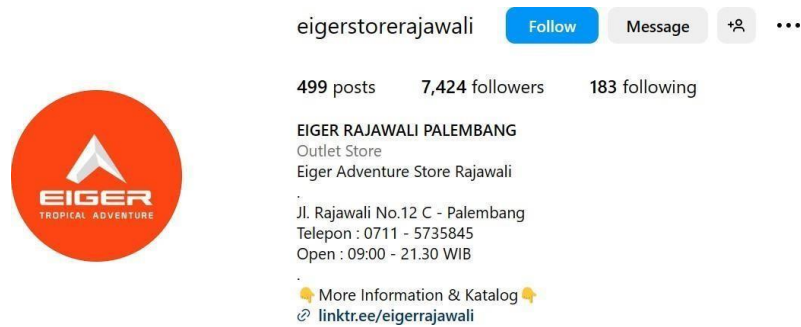 eigerstorerajawali Follow Message
499 posts 7,424 followers 183 following
EIGER
TROPICAL ADVENTURE
EIGER RAJAWALI PALEMBANG
Outlet Store
Eiger Adventure Store Rajawali
.
Jl. Rajawali No.12 C - Palembang
Telepon : 0711 - 5735845
Open : 09:00 - 21.30 WIB
.
👇More Information & Katalog👇
linktr.ee/eigerrajawali